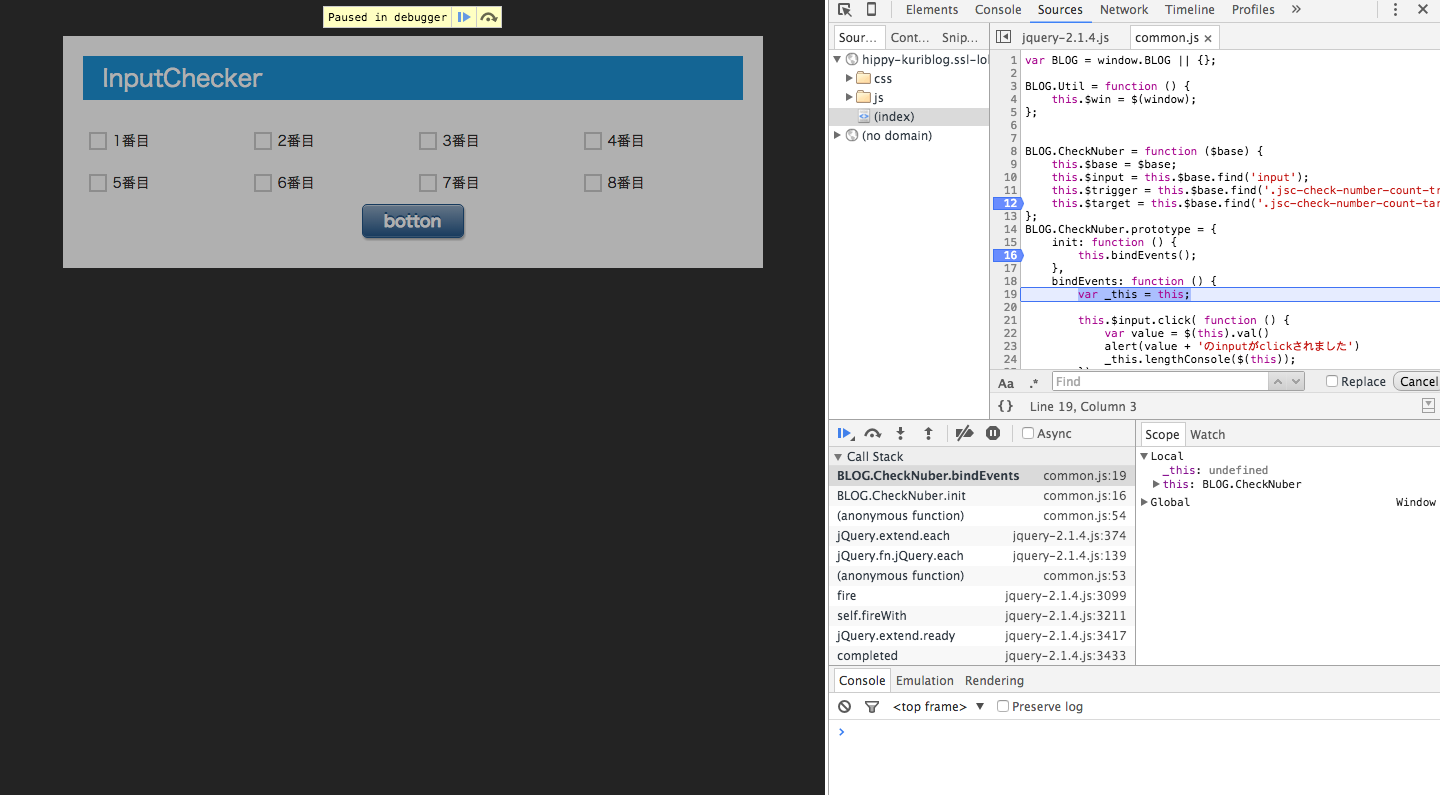 Paused in debugger
InputChecker
1番目 2番目 3番目 4番目
5番目 6番目 7番目 8番目
botton
Elements Console Sources Network Timeline Profiles »
Sour... Cont... Snip...
hippy-kuriblog.ssl-lol
css
js
(index)
(no domain)
jquery-2.1.4.js common.js ×
1 var BLOG = window.BLOG || {};
2
3 BLOG.Util = function () {
4 this.$win = $(window);
5 };
6
7
8 BLOG.CheckNuber = function ($base) {
9 this.$base = $base;
10 this.$input = this.$base.find('input');
11 this.$trigger = this.$base.find('.jsc-check-number-count-tr
12 this.$target = this.$base.find('.jsc-check-number-count-tar
13 };
14 BLOG.CheckNuber.prototype = {
15 init: function () {
16 this.bindEvents();
17 },
18 bindEvents: function () {
19 var _this = this;
20
21 this.$input.click( function () {
22 var value = $(this).val()
23 alert(value + 'のinputがclickされました')
24 _this.lengthConsole($(this));
Aa .* Find Replace Cancel
{} Line 19, Column 3
Async
Call Stack
BLOG.CheckNuber.bindEvents common.js:19
BLOG.CheckNuber.init common.js:16
(anonymous function) common.js:54
jQuery.extend.each jquery-2.1.4.js:374
jQuery.fn.jQuery.each jquery-2.1.4.js:139
(anonymous function) common.js:53
fire jquery-2.1.4.js:3099
self.fireWith jquery-2.1.4.js:3211
jQuery.extend.ready jquery-2.1.4.js:3417
completed jquery-2.1.4.js:3433
Scope Watch
Local
_this: undefined
this: BLOG.CheckNuber
Global Window
Console Emulation Rendering
<top frame> Preserve log